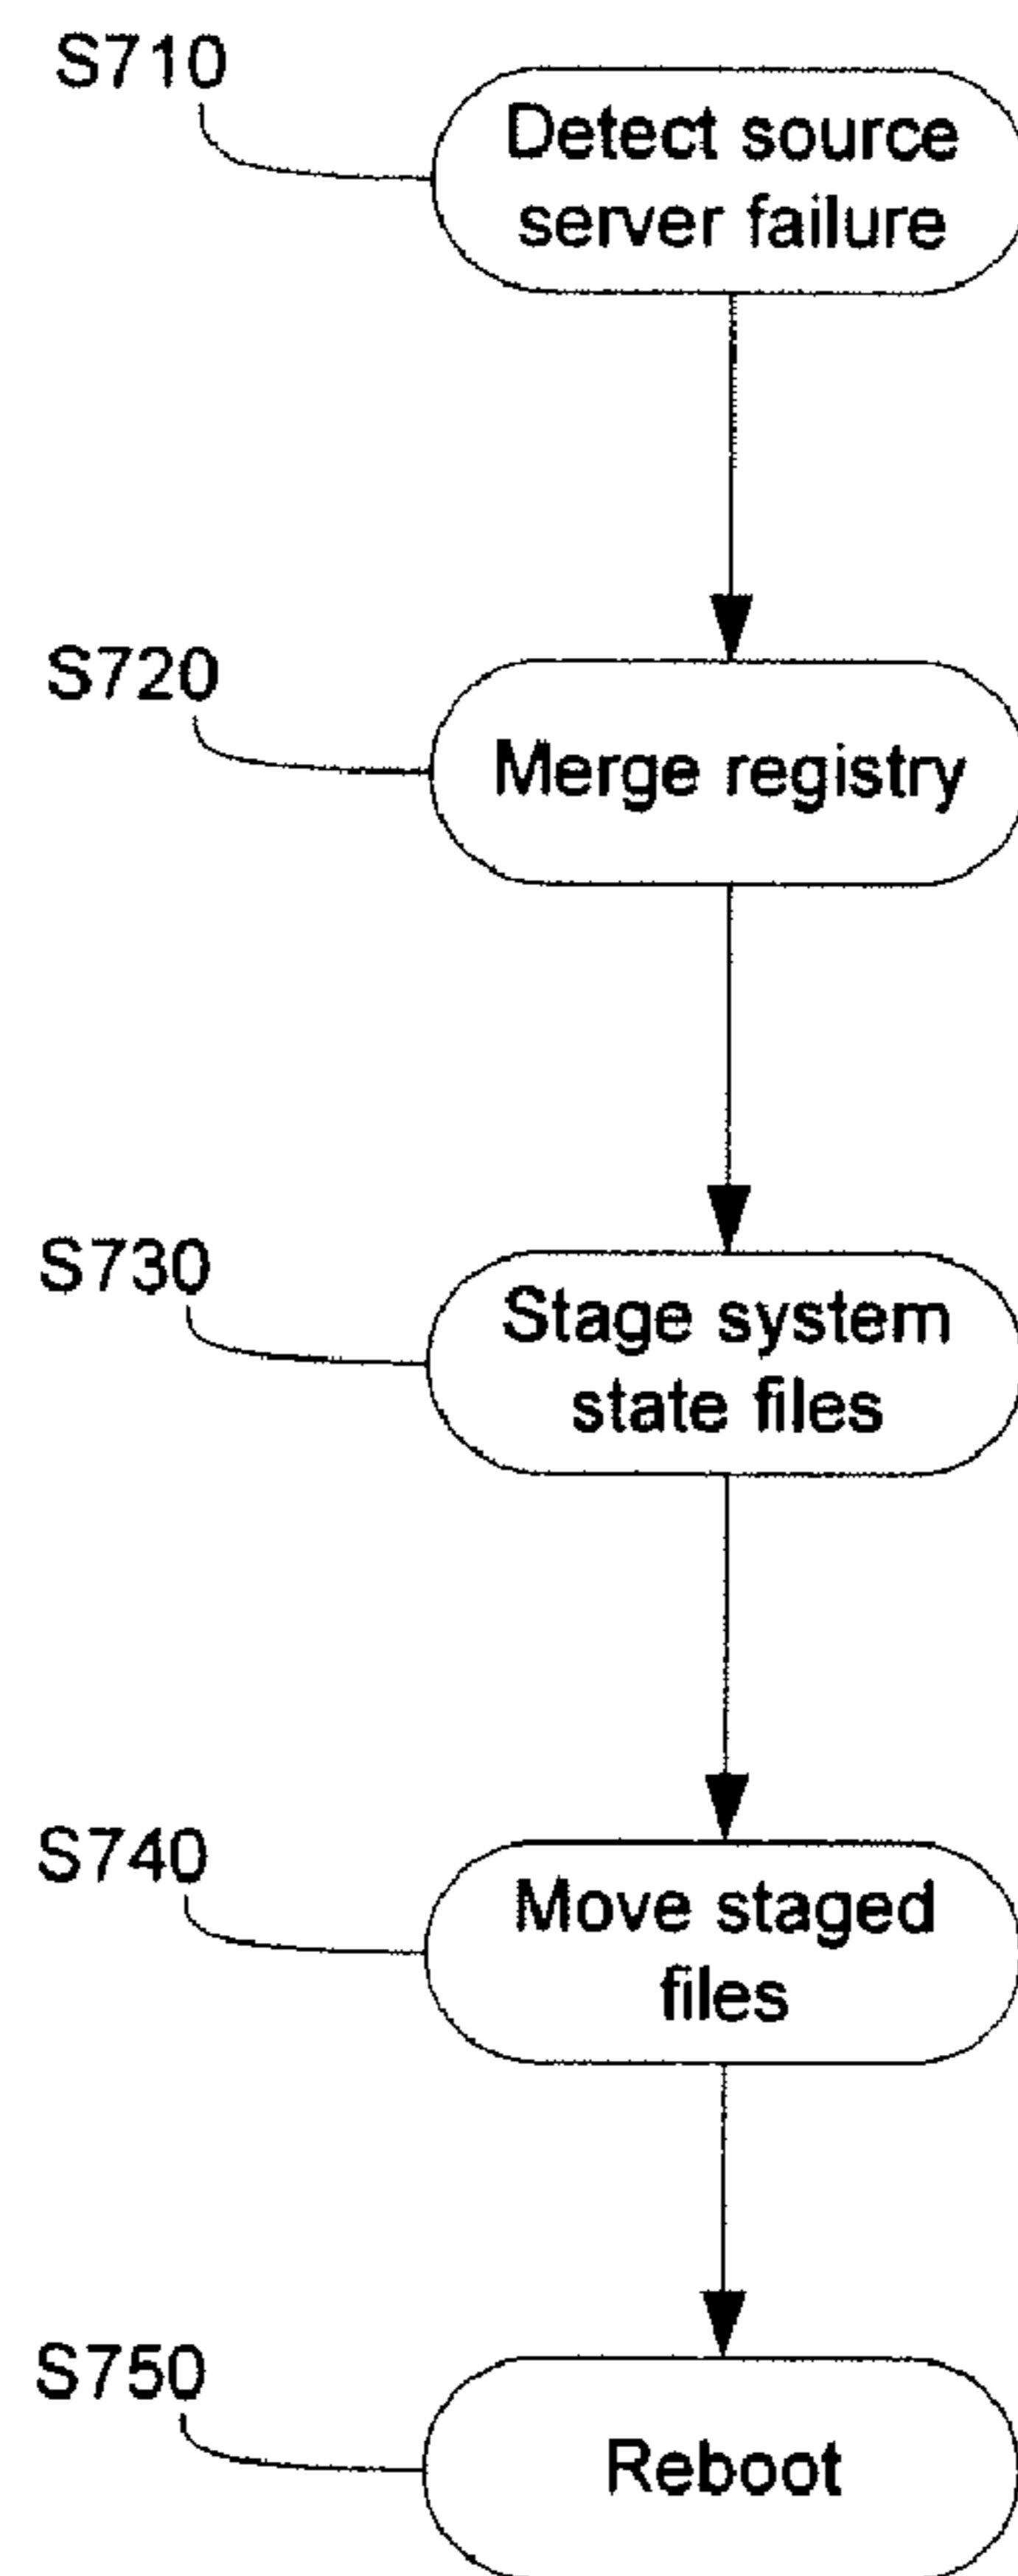 S710
Detect source
server failure
S720
Merge registry
S730
Stage system
state files
S740
Move staged
files
S750
Reboot